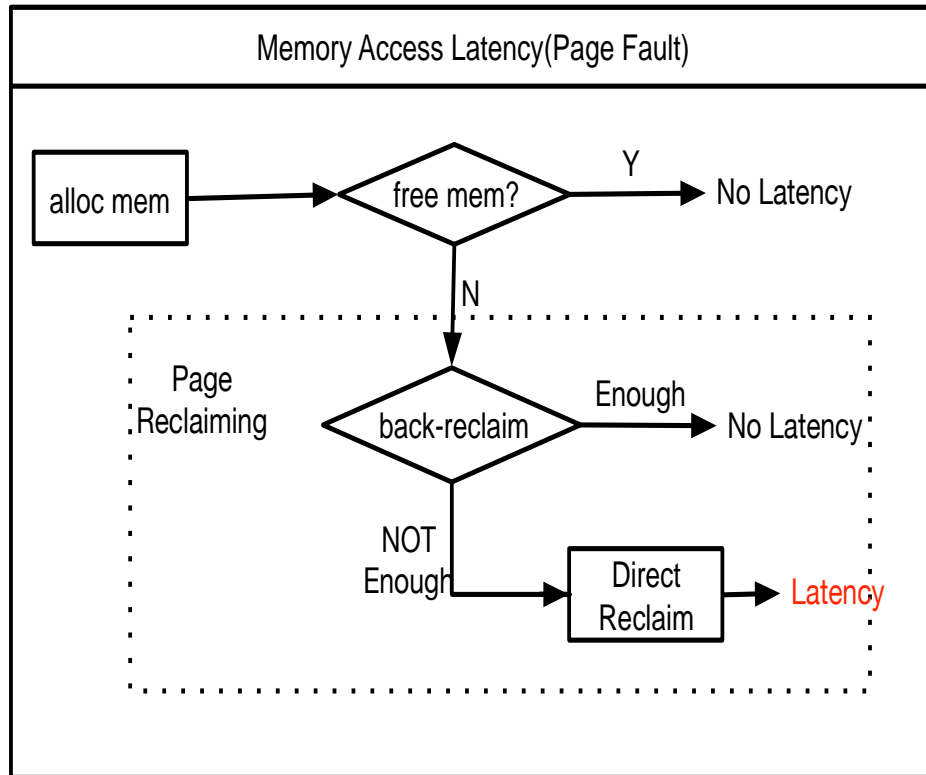 Memory Access Latency(Page Fault)
alloc mem
free mem?
Y
No Latency
N
Page
Reclaiming
back-reclaim
Enough
No Latency
NOT
Enough
Direct
Reclaim
Latency